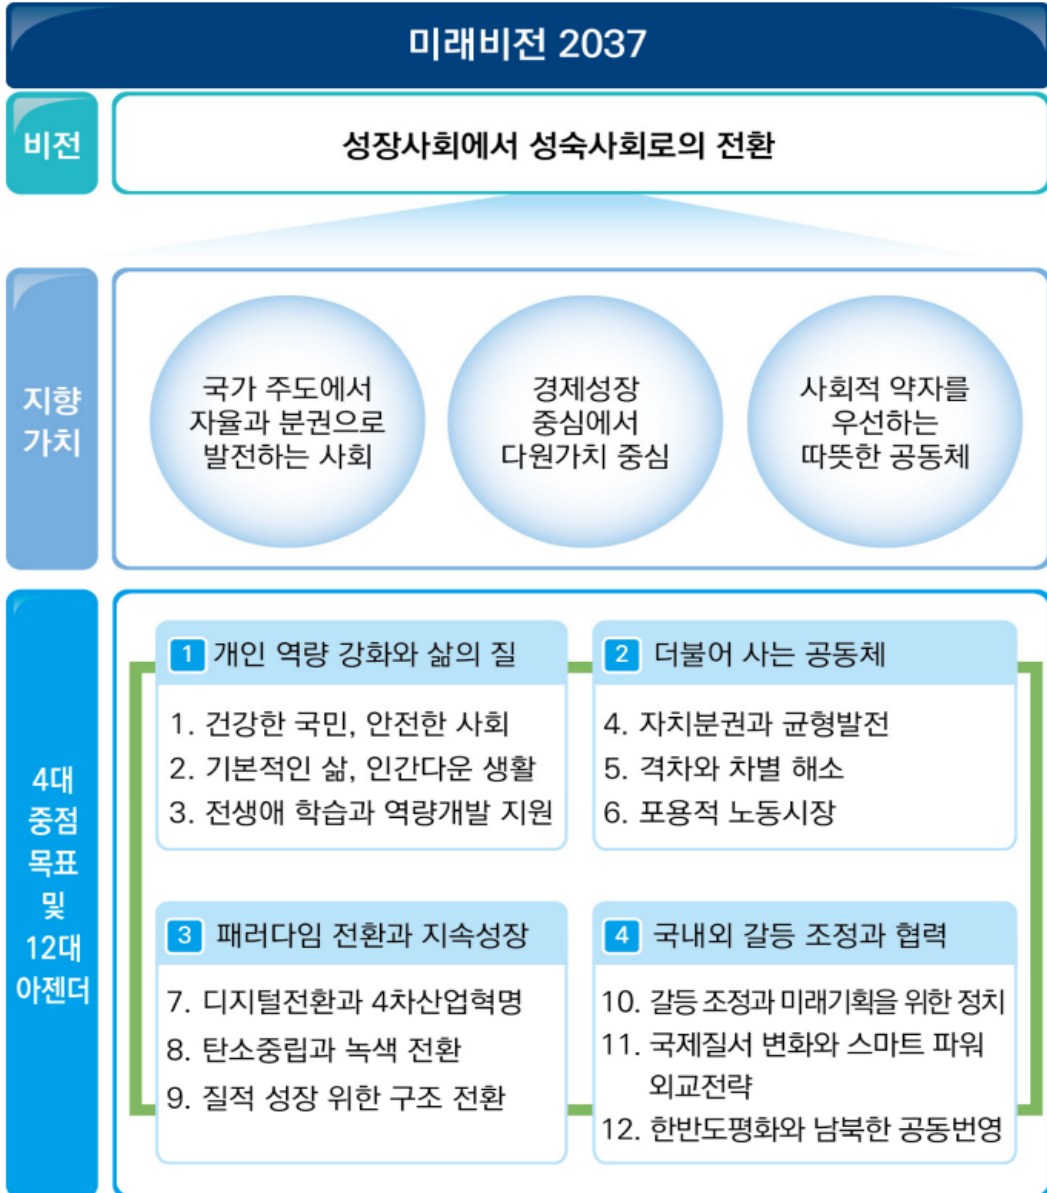 미래비전 2037
비전
성장사회에서 성숙사회로의 전환
지향
가치
국가 주도에서
자율과 분권으로
발전하는 사회
경제성장
중심에서
다원가치 중심
사회적 약자를
우선하는
따뜻한 공동체
4대
중점
목표
및
12대
아젠더
1 개인 역량 강화와 삶의 질
1. 건강한 국민, 안전한 사회
2. 기본적인 삶, 인간다운 생활
3. 전생애 학습과 역량개발 지원
2 더불어 사는 공동체
4. 자치분권과 균형발전
5. 격차와 차별 해소
6. 포용적 노동시장
3 패러다임 전환과 지속성장
7. 디지털전환과 4차산업혁명
8. 탄소중립과 녹색 전환
9. 질적 성장 위한 구조 전환
4 국내외 갈등 조정과 협력
10. 갈등 조정과 미래기획을 위한 정치
11. 국제질서 변화와 스마트 파워
외교전략
12. 한반도평화와 남북한 공동번영